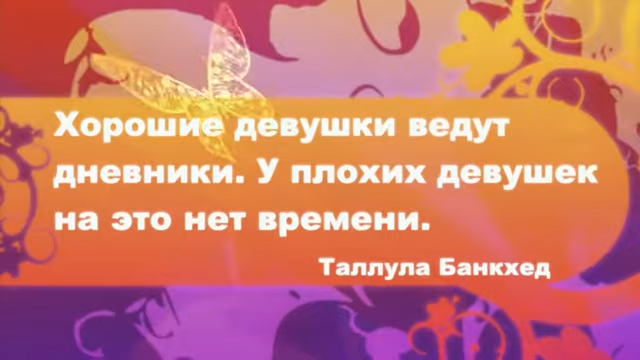 Хорошие девушки ведут
дневники. У плохих девушек
на это нет времени.
Таллула Банкхед